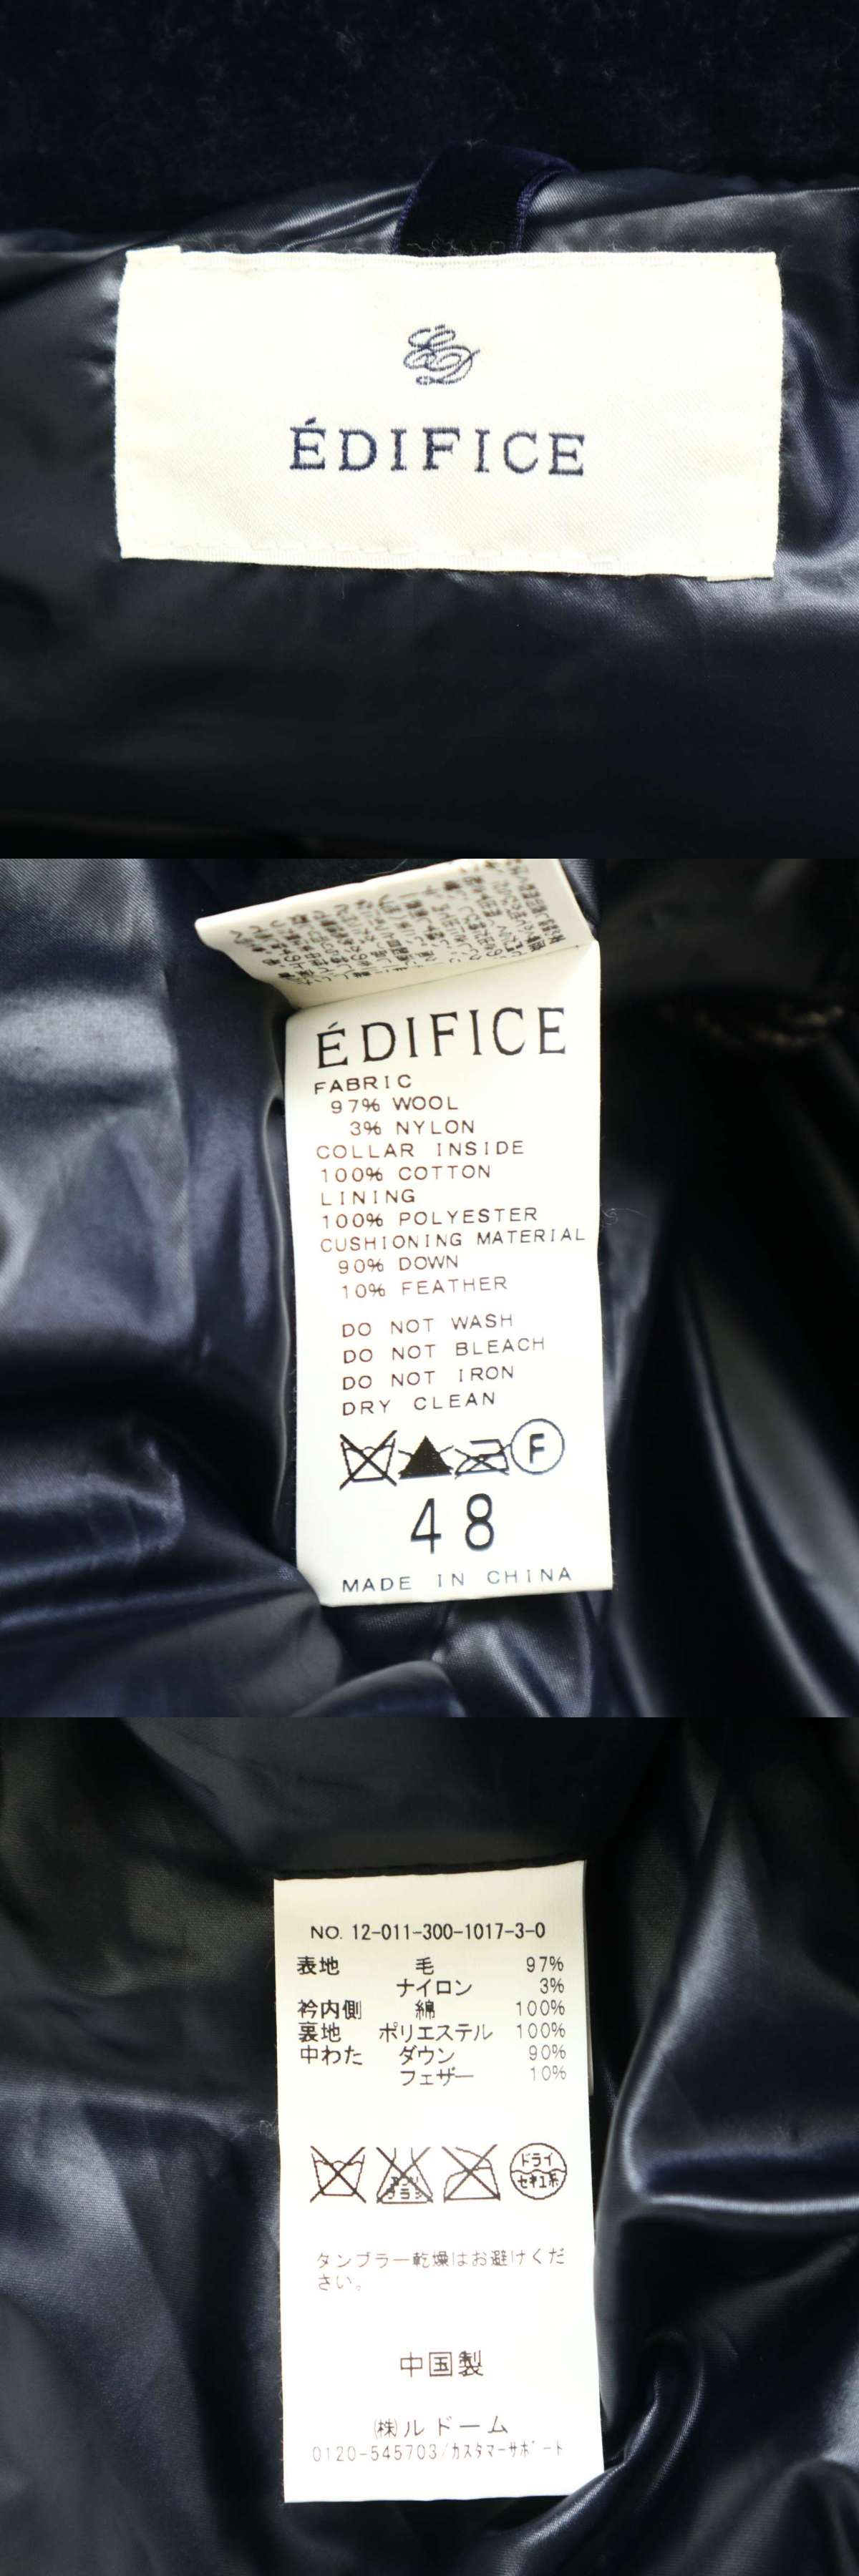 ÉDIFICE
ÉDIFICE
FABRIC
97% WOOL
3% NYLON
COLLAR INSIDE
100% COTTON
LINING
100% POLYESTER
CUSHIONING MATERIAL
90% DOWN
10% FEATHER
DO NOT WASH
DO NOT BLEACH
DO NOT IRON
DRY CLEAN
F
48
MADE IN CHINA
NO. 12-011-300-1017-3-0
表地 毛 97%
ナイロン 3%
衿内側 綿 100%
裏地 ポリエステル 100%
中わた ダウン 90%
フェザー 10%
エンソ
サラシ
ドライ
セキユ系
タンブラー乾燥はお避けくだ
さい。
中国製
㈱ルドーム
0120-545703/カスタマーサポート